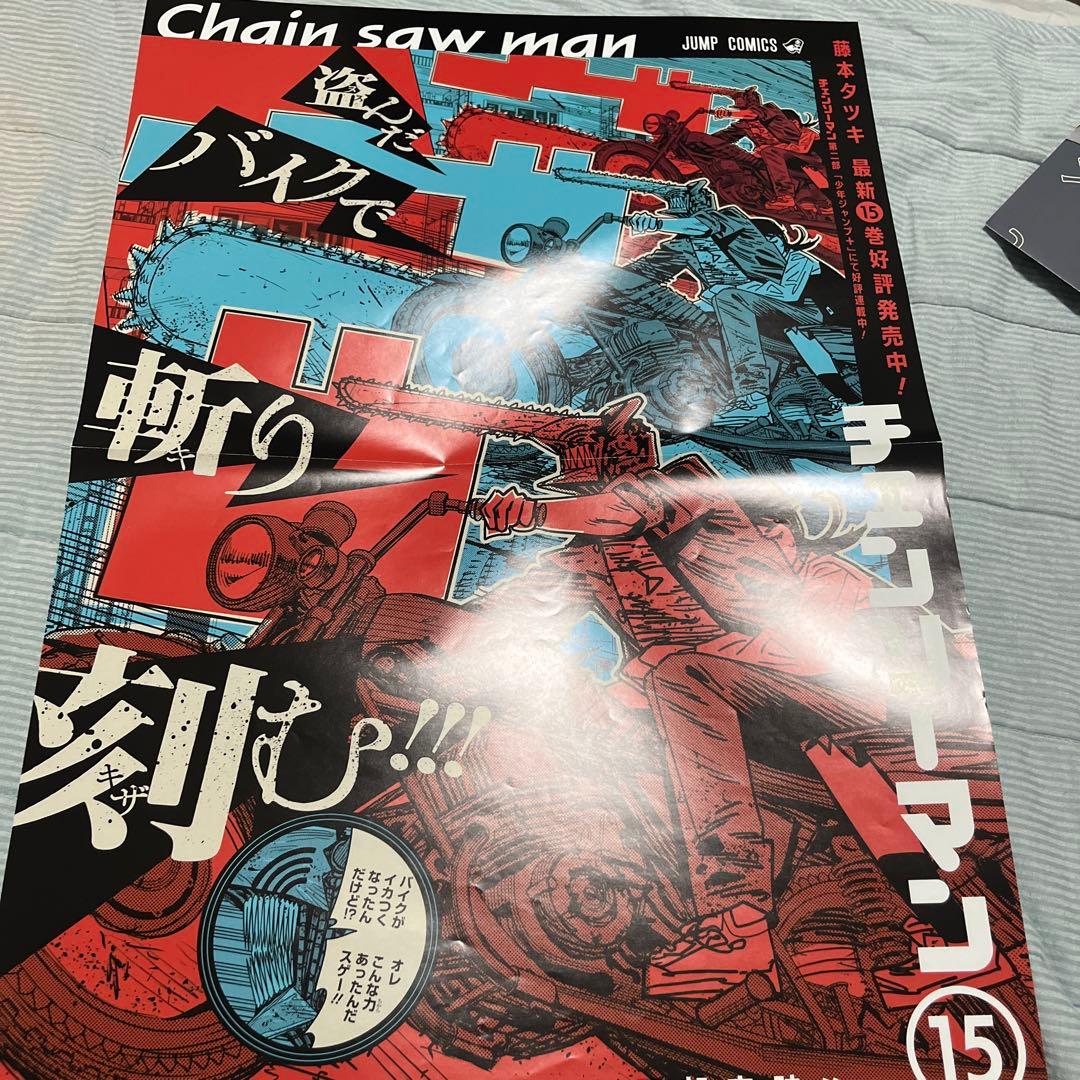 Chain saw man
JUMP COMICS
藤本タツキ 最新⑮巻好評発売中!
チェンソーマン第二部「少年ジャンプ+」にて好評連載中!
盗んだ
バイクで
斬り
キ
刻む!!!
キザ
チェンソーマン
⑮
バイクが
イカつく
なったん
だけど!?
オレ
こんな力
あったんだ
スゲー!!